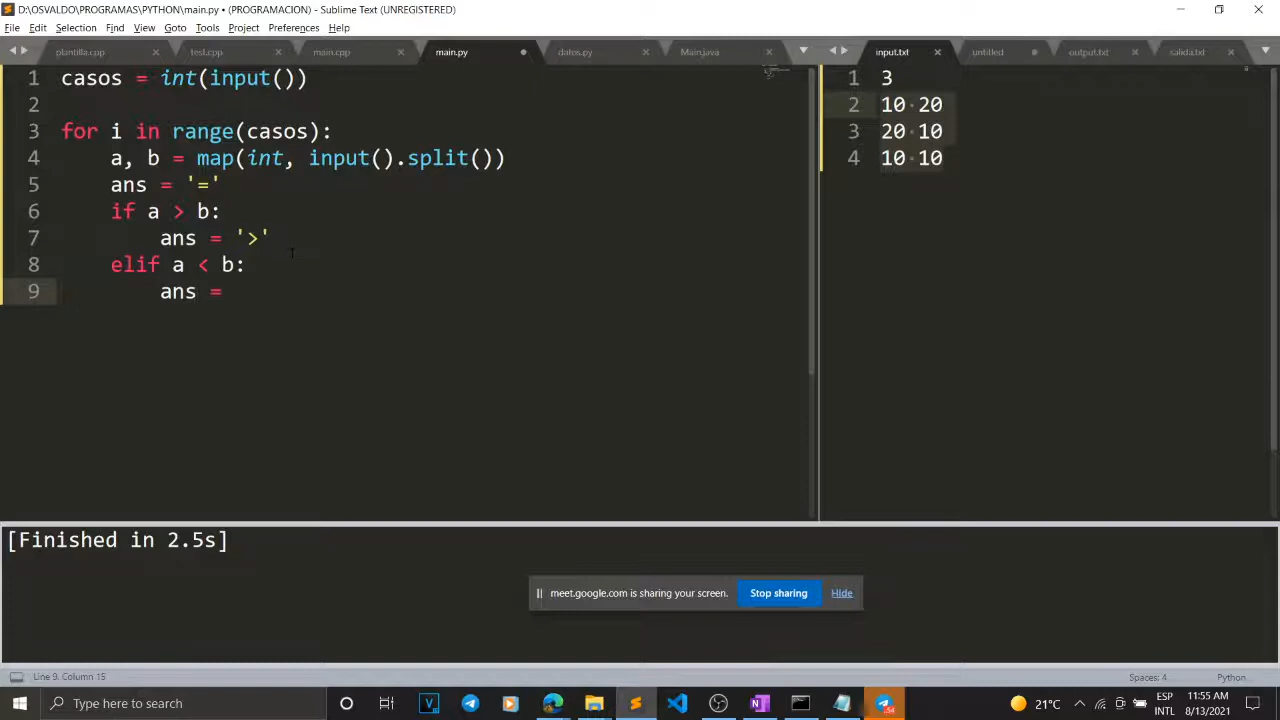 D:\OSVALDO\PROGRAMAS\PYTHON\main.py • (PROGRAMACION) - Sublime Text (UNREGISTERED)
File Edit Selection Find View Goto Tools Project Preferences Help
plantilla.cpp test.cpp main.cpp main.py datos.py Main.java input.txt untitled output.txt salida.txt
1 casos = int(input())
2
3 for i in range(casos):
4 a, b = map(int, input().split())
5 ans = '='
6 if a > b:
7 ans = '>'
8 elif a < b:
9 ans =
1 3
2 10 20
3 20 10
4 10 10
[Finished in 2.5s]
meet.google.com is sharing your screen. Stop sharing Hide
Line 9, Column 15 Spaces: 4 Python
Type here to search
54
21°C
ESP
INTL
11:55 AM
8/13/2021